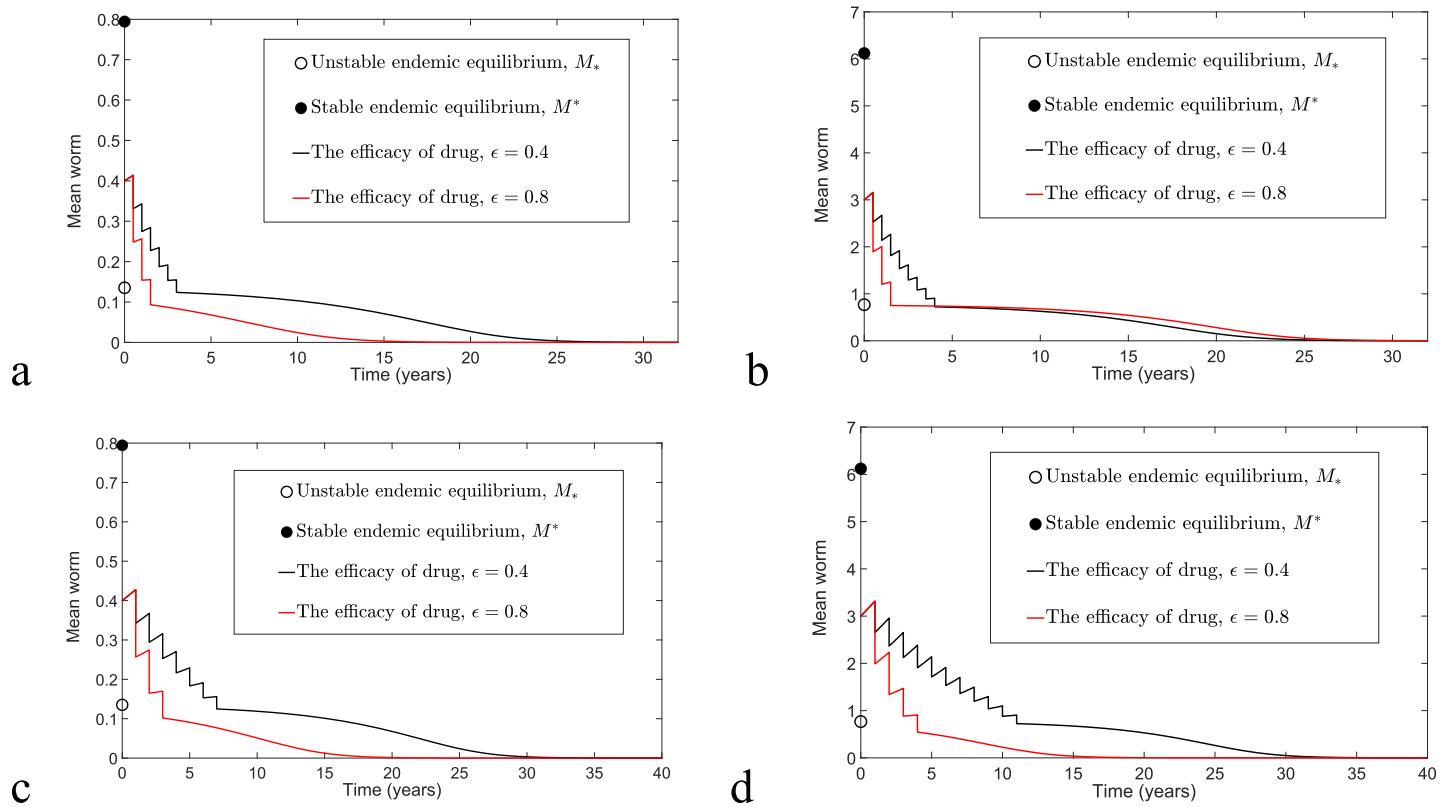 0.8
0.7
0.6
0.5
0.4
0.3
0.2
0.1
0
Mean worm
Unstable endemic equilibrium, M∗
Stable endemic equilibrium, M*
The efficacy of drug, ϵ = 0.4
The efficacy of drug, ϵ = 0.8
0 5 10 15 20 25 30
Time (years)
a
7
6
5
4
3
2
1
0
Mean worm
Unstable endemic equilibrium, M∗
Stable endemic equilibrium, M*
The efficacy of drug, ϵ = 0.4
The efficacy of drug, ϵ = 0.8
0 5 10 15 20 25 30
Time (years)
b
0.8
0.7
0.6
0.5
0.4
0.3
0.2
0.1
0
Mean worm
Unstable endemic equilibrium, M∗
Stable endemic equilibrium, M*
The efficacy of drug, ϵ = 0.4
The efficacy of drug, ϵ = 0.8
0 5 10 15 20 25 30 35 40
Time (years)
c
7
6
5
4
3
2
1
0
Mean worm
Unstable endemic equilibrium, M∗
Stable endemic equilibrium, M*
The efficacy of drug, ϵ = 0.4
The efficacy of drug, ϵ = 0.8
0 5 10 15 20 25 30 35 40
Time (years)
d